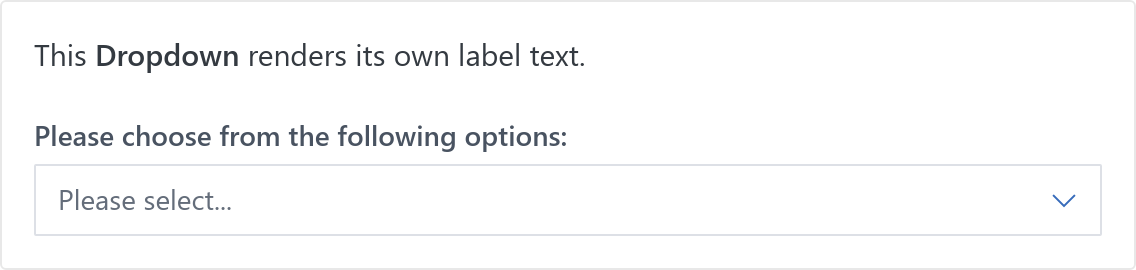 This Dropdown renders its own label text.
Please choose from the following options:
Please select...